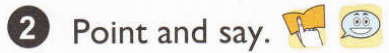 2 Point and say.